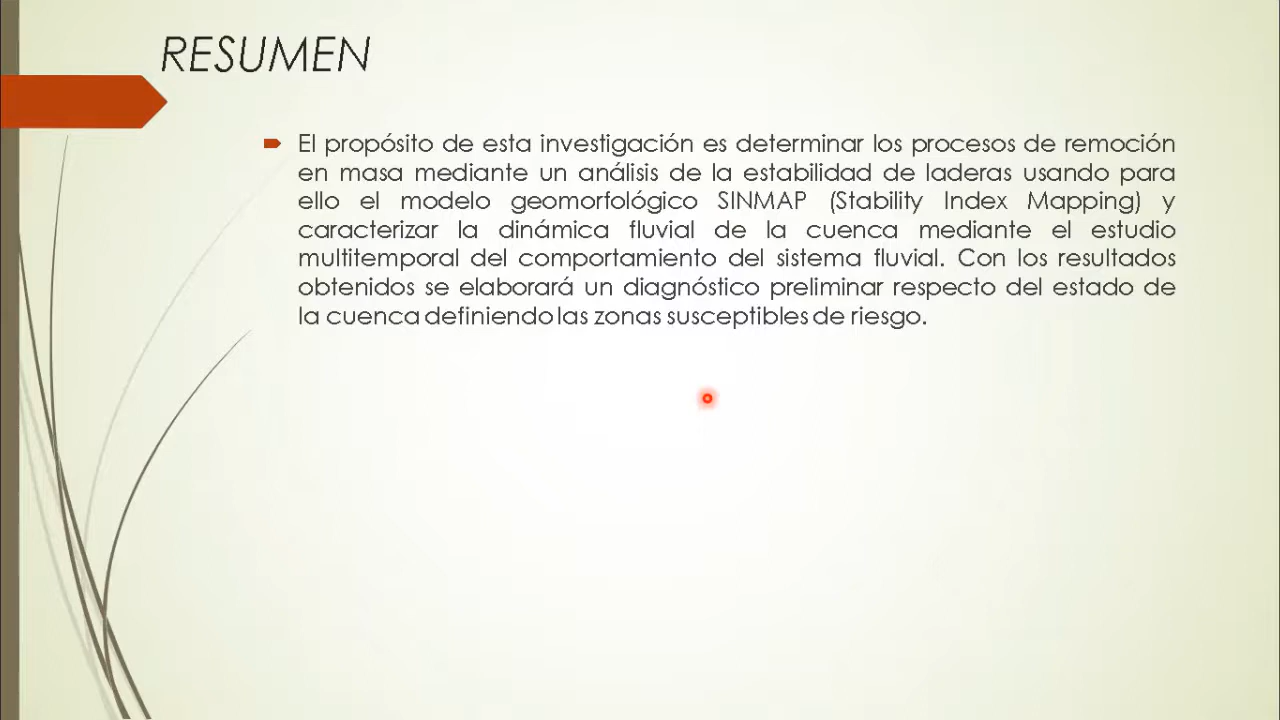 RESUMEN
El propósito de esta investigación es determinar los procesos de remoción
en masa mediante un análisis de la estabilidad de laderas usando para
ello el modelo geomorfológico SINMAP (Stability Index Mapping) y
caracterizar la dinámica fluvial de la cuenca mediante el estudio
multitemporal del comportamiento del sistema fluvial. Con los resultados
obtenidos se elaborará un diagnóstico preliminar respecto del estado de
la cuenca definiendo las zonas susceptibles de riesgo.